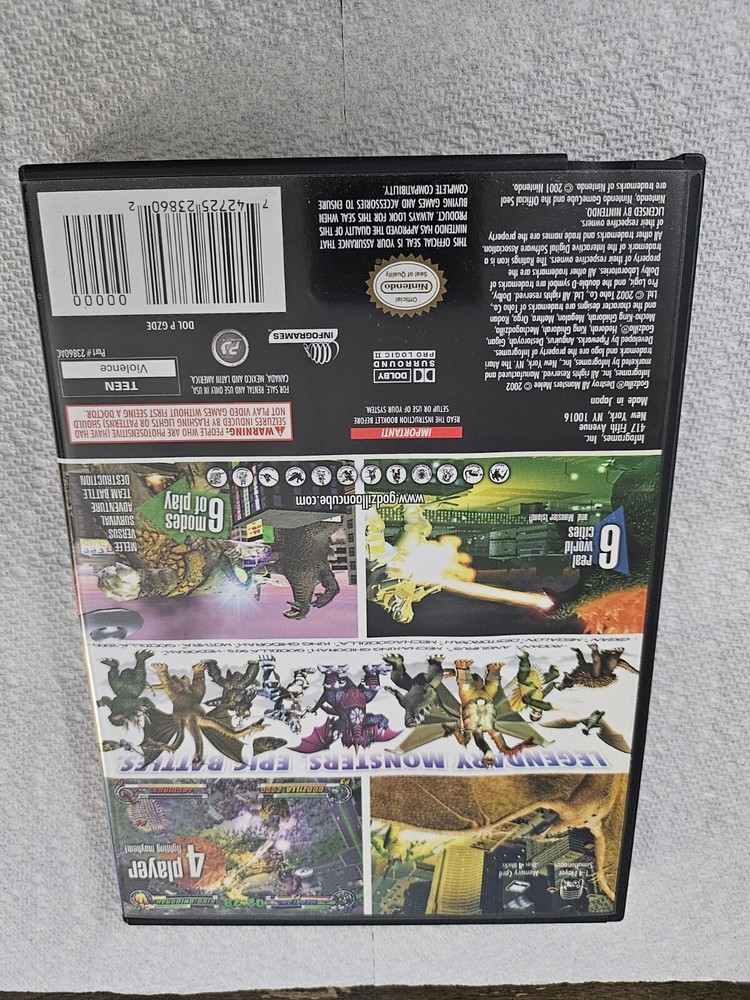 1-4 Player
Simultaneous
Memory Card
4 player
fighting mayhem!
GODZILLA 2000
LEGENDARY MONSTERS. EPIC BATTLES.
6 real
world
cities
and Monster Island!
6 modes
of play
MELEE
VERSUS
SURVIVAL
ADVENTURE
TEAM BATTLE
DESTRUCTION
www.godzillaoncube.com
Infogrames, Inc.
417 Fifth Avenue
New York, NY 10016
Made in Japan
Godzilla® Destroy All Monsters Melee © 2002
Infogrames, Inc. All rights Reserved. Manufactured and
marketed by Infogrames, Inc., New York, NY. The Atari
trademark and logo are the property of Infogrames.
Developed by Pipeworks. Anguirus, Destoroyah, Gigan,
Godzilla®, Hedorah, King Ghidorah, Mechagodzilla,
Mecha-King Ghidorah, Megalon, Mothra, Orga, Rodan
and the character designs are trademarks of Toho Co.,
Ltd. © 2002 Toho Co., Ltd. All rights reserved. Dolby,
Pro Logic, and the double-D symbol are trademarks of
Dolby Laboratories. All other trademarks are the
property of their respective owners. The Ratings icon is a
trademark of the Interactive Digital Software Association.
All other trademarks and trade names are the property
of their respective owners.
LICENSED BY NINTENDO.
Nintendo, Nintendo GameCube and the Official Seal
are trademarks of Nintendo. © 2001 Nintendo.
IMPORTANT!
READ THE INSTRUCTION BOOKLET BEFORE
SETUP OR USE OF YOUR SYSTEM.
DOLBY
SURROUND
PRO LOGIC II
Official
Nintendo
Seal of Quality
THIS OFFICIAL SEAL IS YOUR ASSURANCE THAT
NINTENDO HAS APPROVED THE QUALITY OF THIS
PRODUCT. ALWAYS LOOK FOR THIS SEAL WHEN
BUYING GAMES AND ACCESSORIES TO ENSURE
COMPLETE COMPATIBILITY.
WARNING: PEOPLE WHO ARE PHOTOSENSITIVE (HAVE
SEIZURES WITH FLASHING LIGHTS OR PATTERNS) SHOULD
NOT PLAY VIDEO GAMES WITHOUT FIRST SEEING A DOCTOR.
FOR SALE, RENTAL AND USE ONLY IN USA,
CANADA, MEXICO AND LATIN AMERICA.
TEEN
Violence
Part # 23860AC
INFOGRAMES
DOL P GZDE
00000
7 42725 23860 2